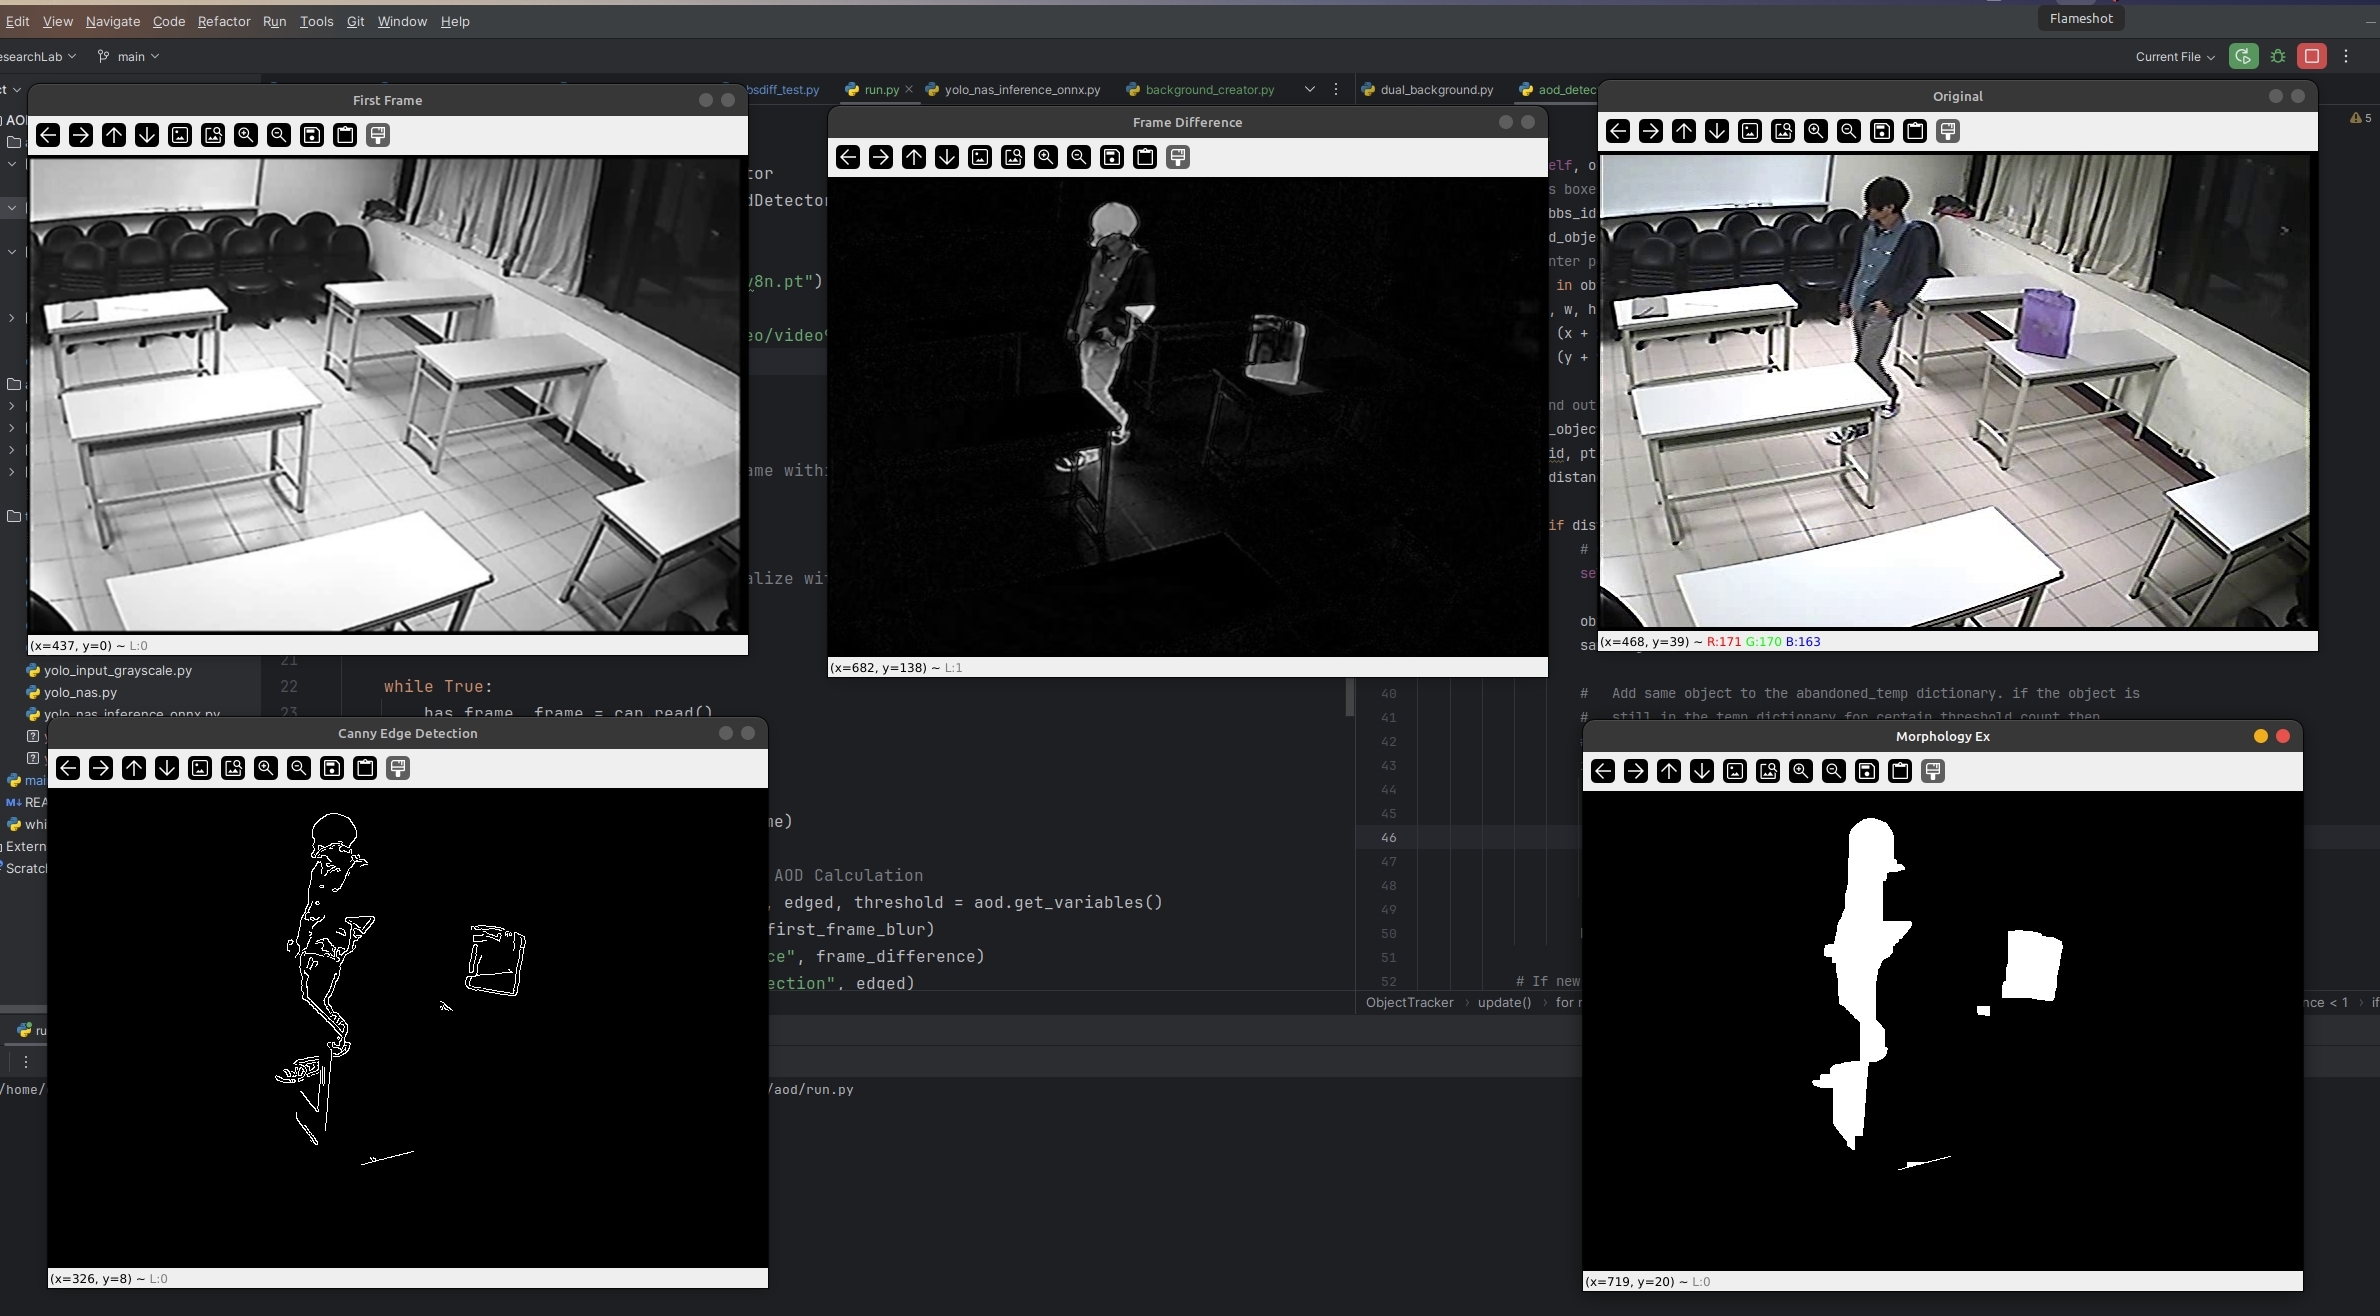 Edit View Navigate Code Refactor Run Tools Git Window Help
Flameshot
esearchLab main
Current File
bsdiff_test.py run.py yolo_nas_inference_onnx.py background_creator.py
dual_background.py aod_detec
5
First Frame
(x=437, y=0) ~ L:0
Frame Difference
(x=682, y=138) ~ L:1
Original
(x=468, y=39) ~ R:171 G:170 B:163
AOD
tor
dDetector
v8n.pt")
eo/video%
ame with
alize wi
elf, o
s boxe
bbs_id
d_obje
nter p
in ob
, w, h
(x +
(y +
nd out
_object
id, pt
distan
if dis
#
se
ob
sa
yolo_input_grayscale.py
yolo_nas.py
yolo_nas_inference_onnx.py
mai
REA
whi
Extern
Scratch
21
22 while True:
23 has_frame, frame = cap.read()
me)
AOD Calculation
, edged, threshold = aod.get_variables()
first_frame_blur)
ce", frame_difference)
ection", edged)
40 # Add same object to the abandoned_temp dictionary. if the object is
41 # still in the temp dictionary for certain threshold count then
42
43
44
45
46
47
48
49
50
51
52 # If new
ObjectTracker update() for
nce < 1 if
Canny Edge Detection
(x=326, y=8) ~ L:0
Morphology Ex
(x=719, y=20) ~ L:0
ru
/home/
/aod/run.py